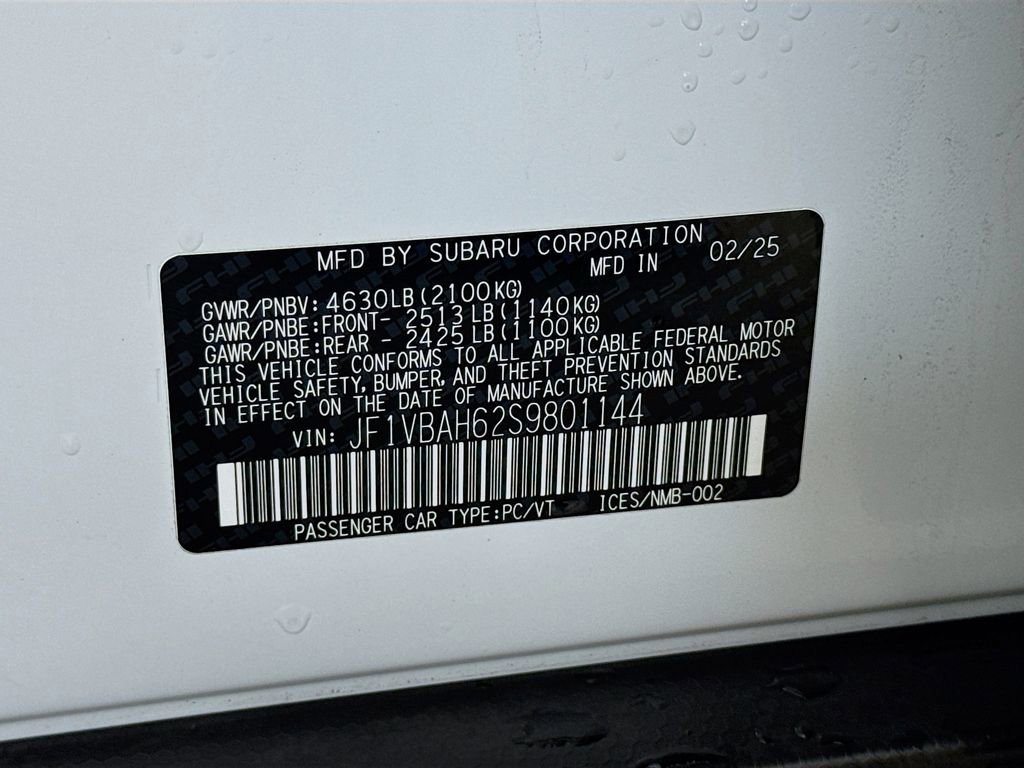 MFD BY SUBARU CORPORATION
MFD IN 02/25
GVWR/PNBV: 4630LB(2100KG)
GAWR/PNBE:FRONT- 2513LB(1140KG)
GAWR/PNBE:REAR - 2425LB(1100KG)
THIS VEHICLE CONFORMS TO ALL APPLICABLE FEDERAL MOTOR
VEHICLE SAFETY, BUMPER, AND THEFT PREVENTION STANDARDS
IN EFFECT ON THE DATE OF MANUFACTURE SHOWN ABOVE.
VIN: JF1VBAH62S9801144
PASSENGER CAR TYPE:PC/VT ICES/NMB-002